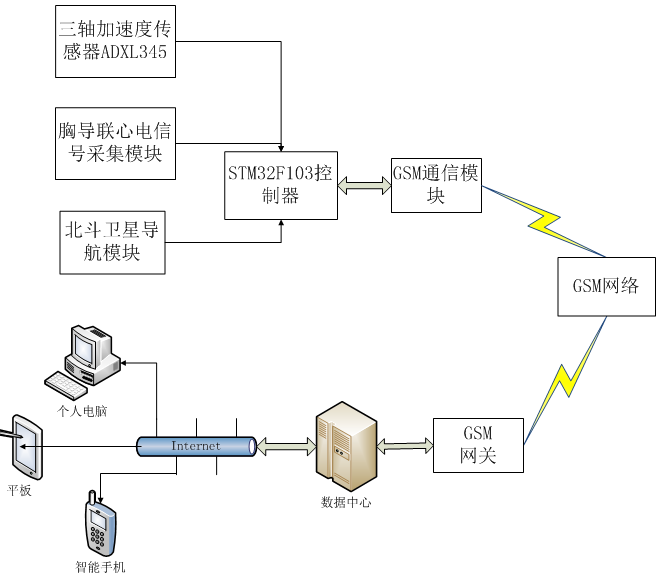 三轴加速度传
感器ADXL345
胸导联心电信
号采集模块
STM32F103控
制器
GSM通信模
块
北斗卫星导
航模块
GSM网络
个人电脑
Internet
GSM
网关
平板
数据中心
智能手机